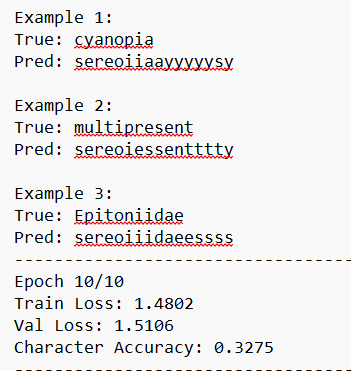 Example 1:
True: cyanopia
Pred: sereoiiaayyyyysy
Example 2:
True: multipresent
Pred: sereoiessentttty
Example 3:
True: Epitoniidae
Pred: sereoiiidaeessss
-----------------------------------
Epoch 10/10
Train Loss: 1.4802
Val Loss: 1.5106
Character Accuracy: 0.3275
-----------------------------------